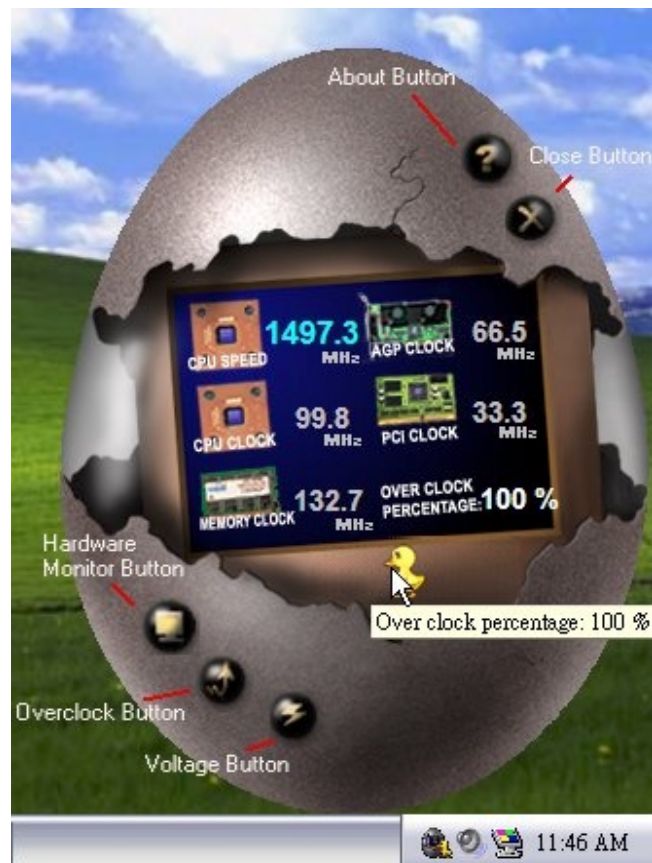 About Button
Close Button
CPU SPEED
1497.3
MHz
AGP CLOCK
66.5
MHz
CPU CLOCK
99.8
MHz
PCI CLOCK
33.3
MHz
MEMORY CLOCK
132.7
MHz
OVER CLOCK
PERCENTAGE:100 %
Over clock percentage: 100 %
Hardware
Monitor Button
Overclock Button
Voltage Button
11:46 AM